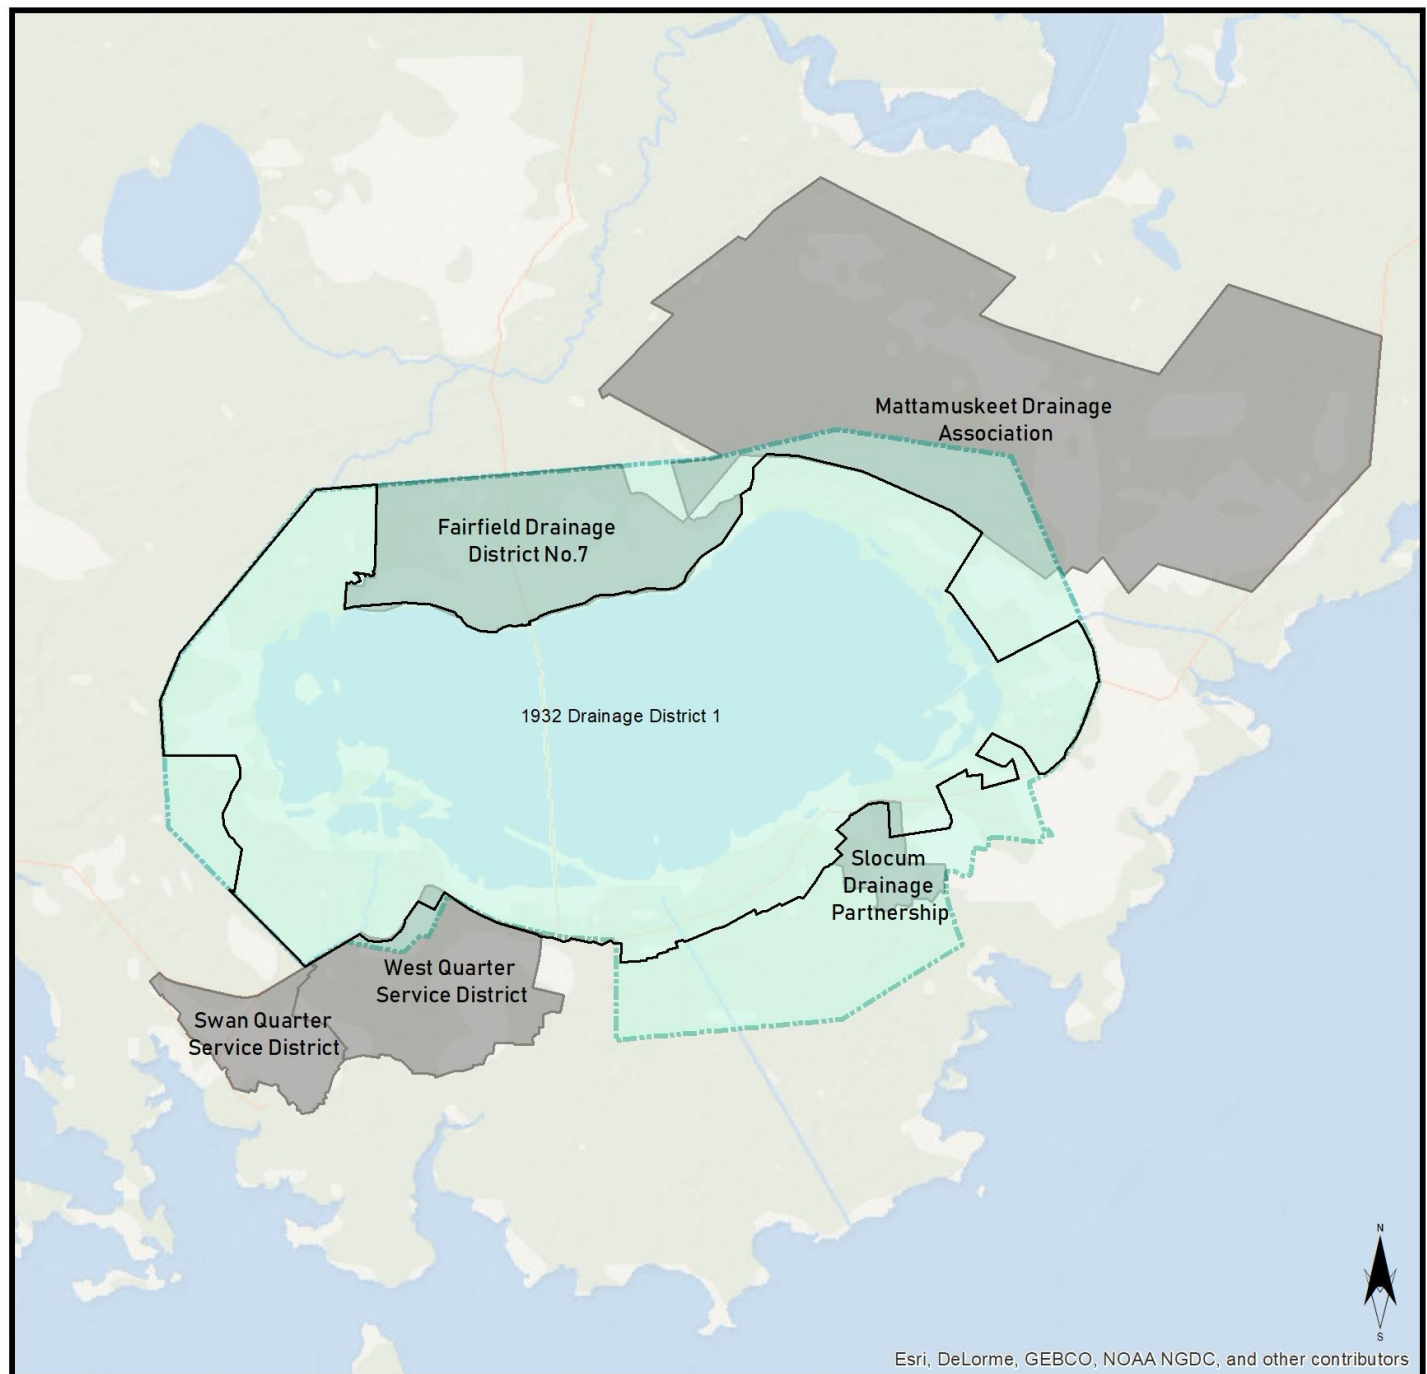 Mattamuskeet Drainage
Association
Fairfield Drainage
District No.7
1932 Drainage District 1
Slocum
Drainage
Partnership
West Quarter
Service District
Swan Quarter
Service District
N
S
Esri, DeLorme, GEBCO, NOAA NGDC, and other contributors